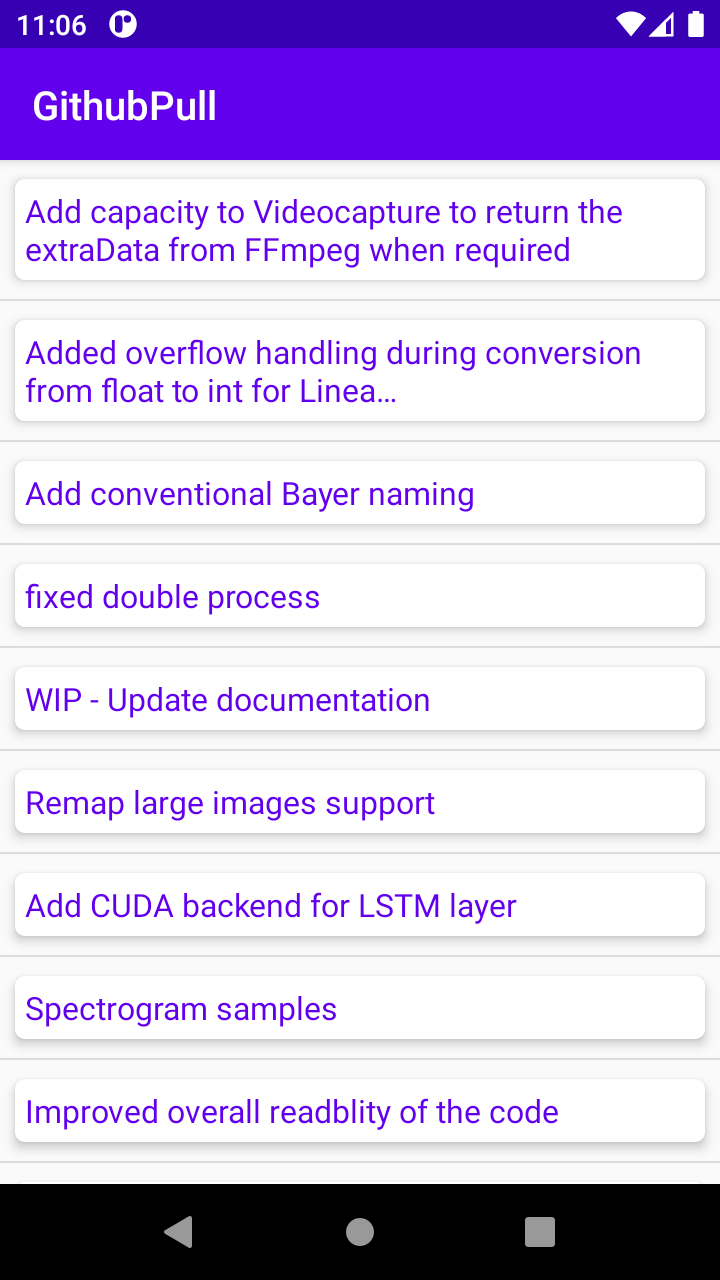 11:06
GithubPull
Add capacity to Videocapture to return the
extraData from FFmpeg when required
Added overflow handling during conversion
from float to int for Linea…
Add conventional Bayer naming
fixed double process
WIP - Update documentation
Remap large images support
Add CUDA backend for LSTM layer
Spectrogram samples
Improved overall readblity of the code